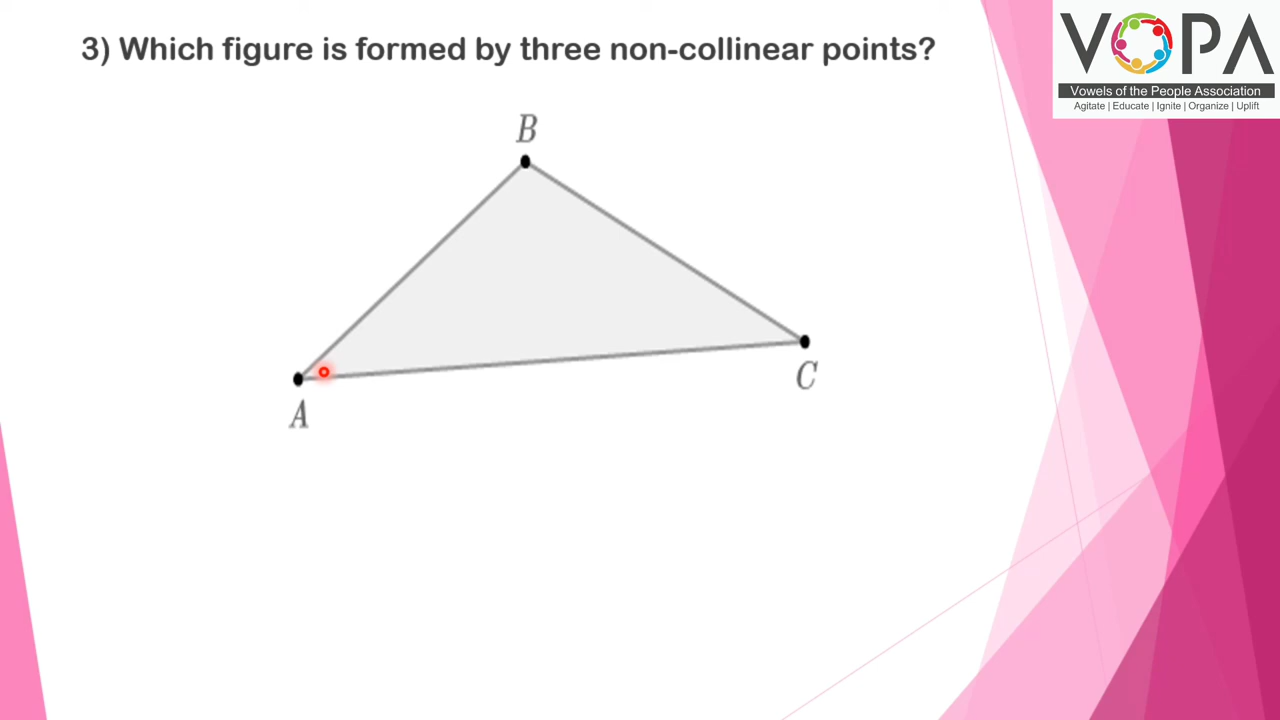 3) Which figure is formed by three non-collinear points?
VOPA
Vowels of the People Association
Agitate | Educate | Ignite | Organize | Uplift
B
A
C